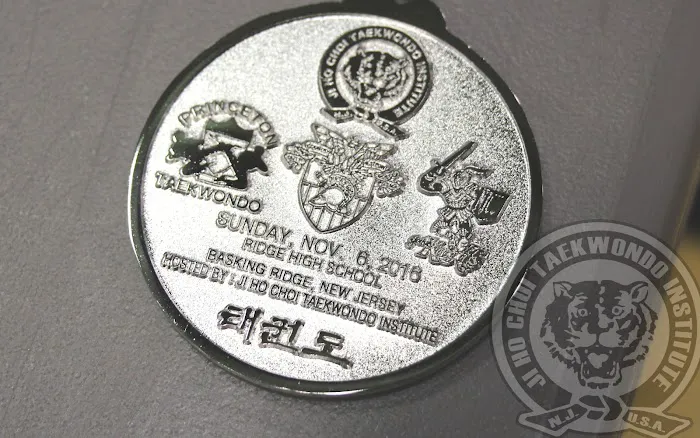 JI HO CHOI TAEKWONDO INSTITUTE
N.J. U.S.A.
PRINCETON
TAEKWONDO
SUNDAY, NOV. 6, 2016
RIDGE HIGH SCHOOL
BASKING RIDGE, NEW JERSEY
HOSTED BY : JI HO CHOI TAEKWONDO INSTITUTE
태권도
JI HO CHOI TAEKWONDO INSTITUTE
N.J. U.S.A.